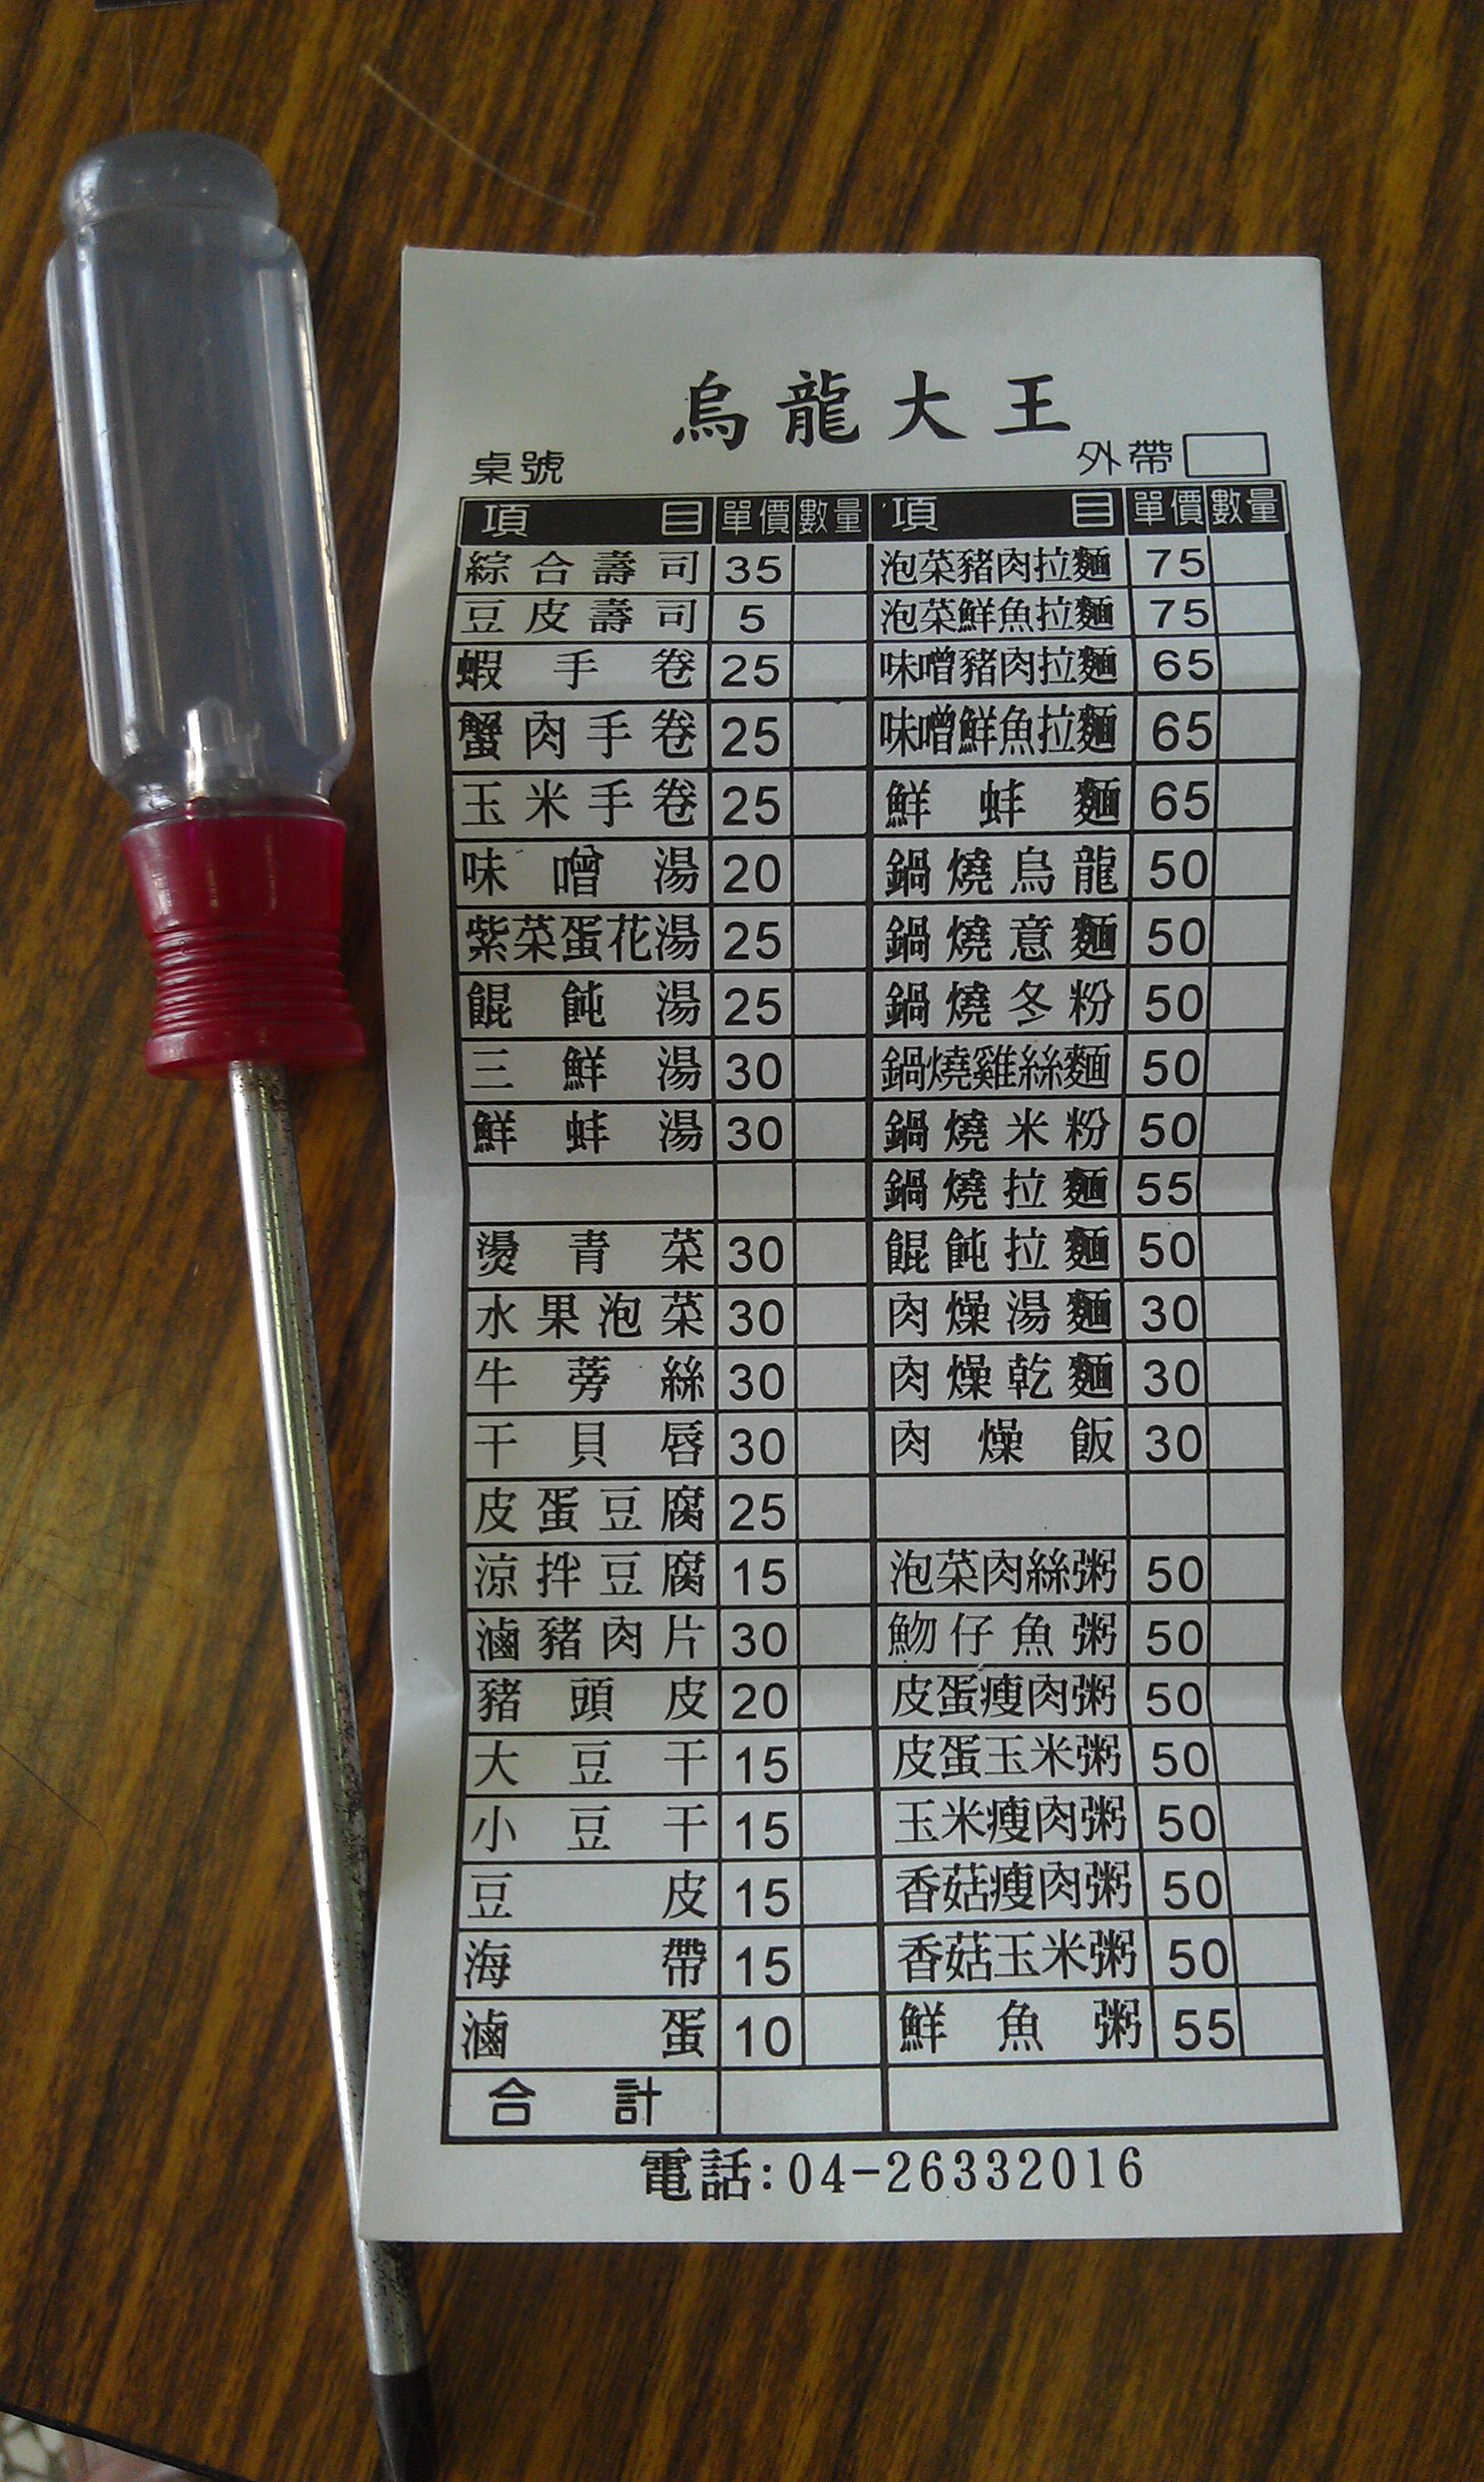 烏龍大王
桌號 外帶
項目 單價 數量 項目 單價 數量
綜合壽司 35 泡菜豬肉拉麵 75
豆皮壽司 5 泡菜鮮魚拉麵 75
蝦手卷 25 味噌豬肉拉麵 65
蟹肉手卷 25 味噌鮮魚拉麵 65
玉米手卷 25 鮮蚌麵 65
味噌湯 20 鍋燒烏龍 50
紫菜蛋花湯 25 鍋燒意麵 50
餛飩湯 25 鍋燒冬粉 50
三鮮湯 30 鍋燒雞絲麵 50
鮮蚌湯 30 鍋燒米粉 50
鍋燒拉麵 55
燙青菜 30 餛飩拉麵 50
水果泡菜 30 肉燥湯麵 30
牛蒡絲 30 肉燥乾麵 30
干貝唇 30 肉燥飯 30
皮蛋豆腐 25
涼拌豆腐 15 泡菜肉絲粥 50
滷豬肉片 30 魩仔魚粥 50
豬頭皮 20 皮蛋瘦肉粥 50
大豆干 15 皮蛋玉米粥 50
小豆干 15 玉米瘦肉粥 50
豆皮 15 香菇瘦肉粥 50
海帶 15 香菇玉米粥 50
滷蛋 10 鮮魚粥 55
合計
電話:04-26332016